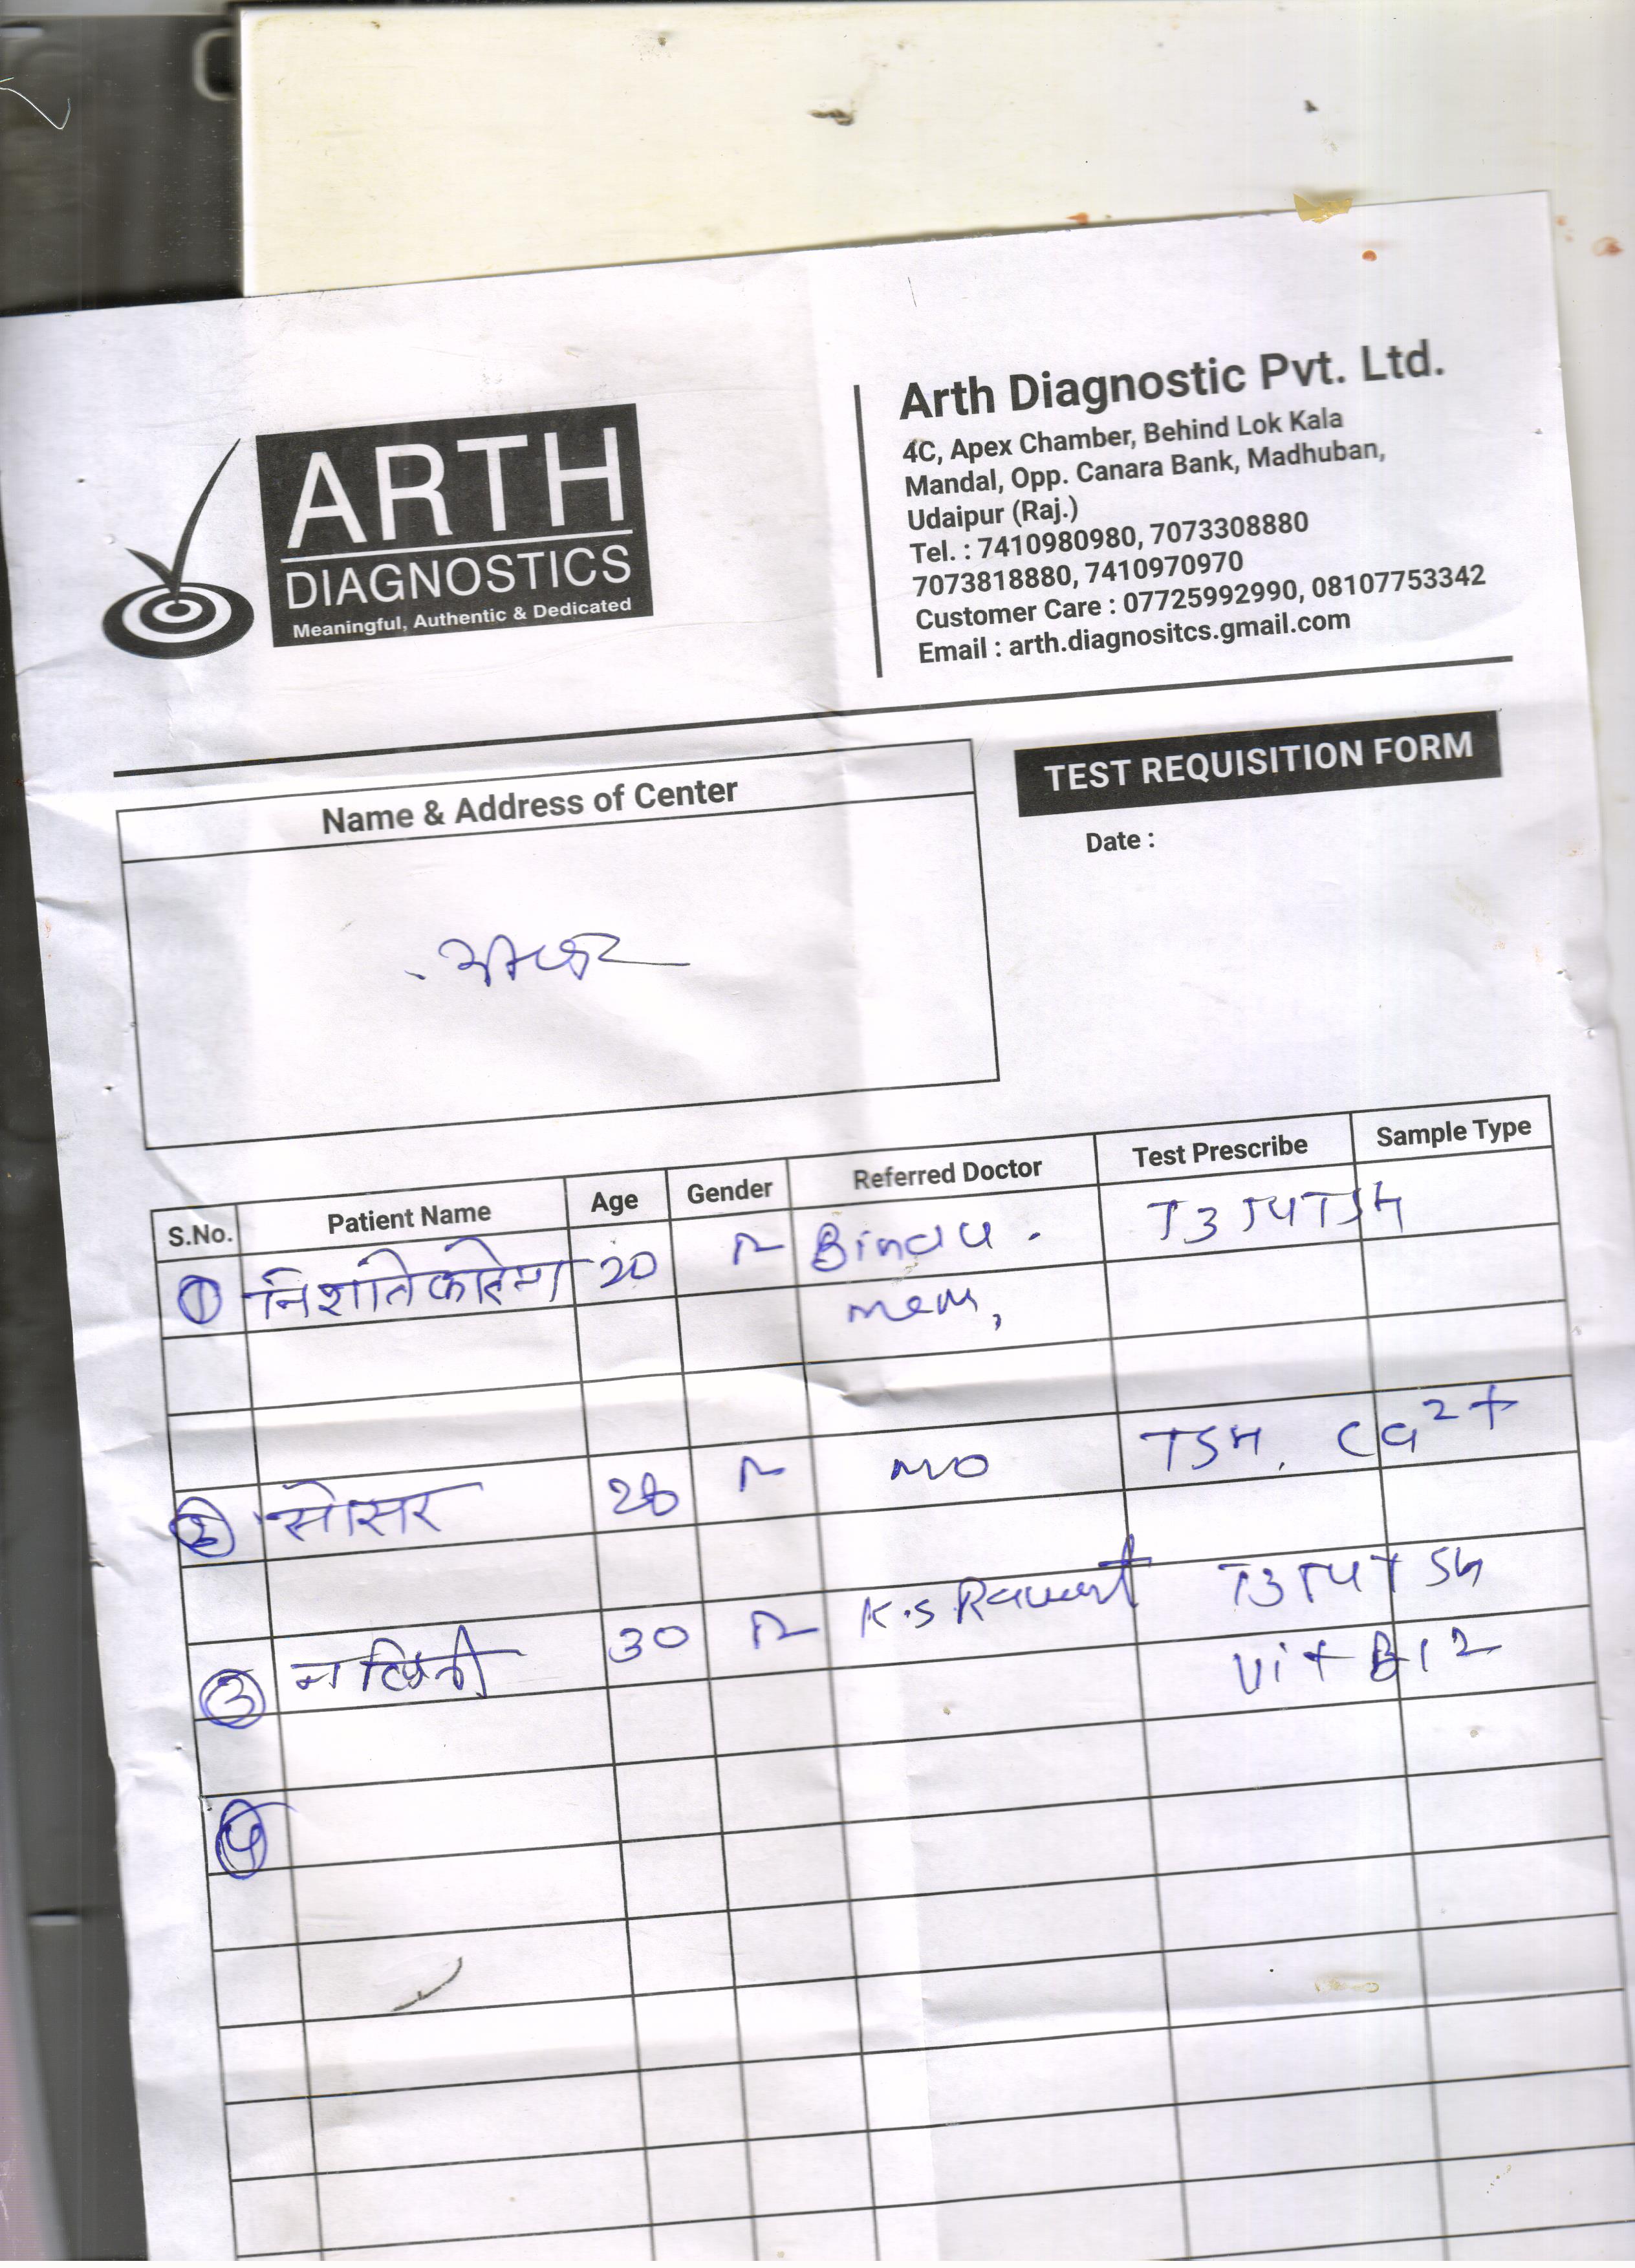 ARTH
DIAGNOSTICS
Meaningful, Authentic & Dedicated
Arth Diagnostic Pvt. Ltd.
4C, Apex Chamber, Behind Lok Kala
Mandal, Opp. Canara Bank, Madhuban,
Udaipur (Raj.)
Tel. : 7410980980, 7073308880
7073818880, 7410970970
Customer Care : 07725992990, 08107753342
Email : arth.diagnositcs.gmail.com
Name & Address of Center
TEST REQUISITION FORM
Date :
S.No. Patient Name Age Gender Referred Doctor Test Prescribe Sample Type
1 20 Bindu. T3 T4 TSH
mem,
2 सोसर 28 MO TSH, Ca2+
3 30 K.S Rawat T3 T4 TSH
Vit B12
4